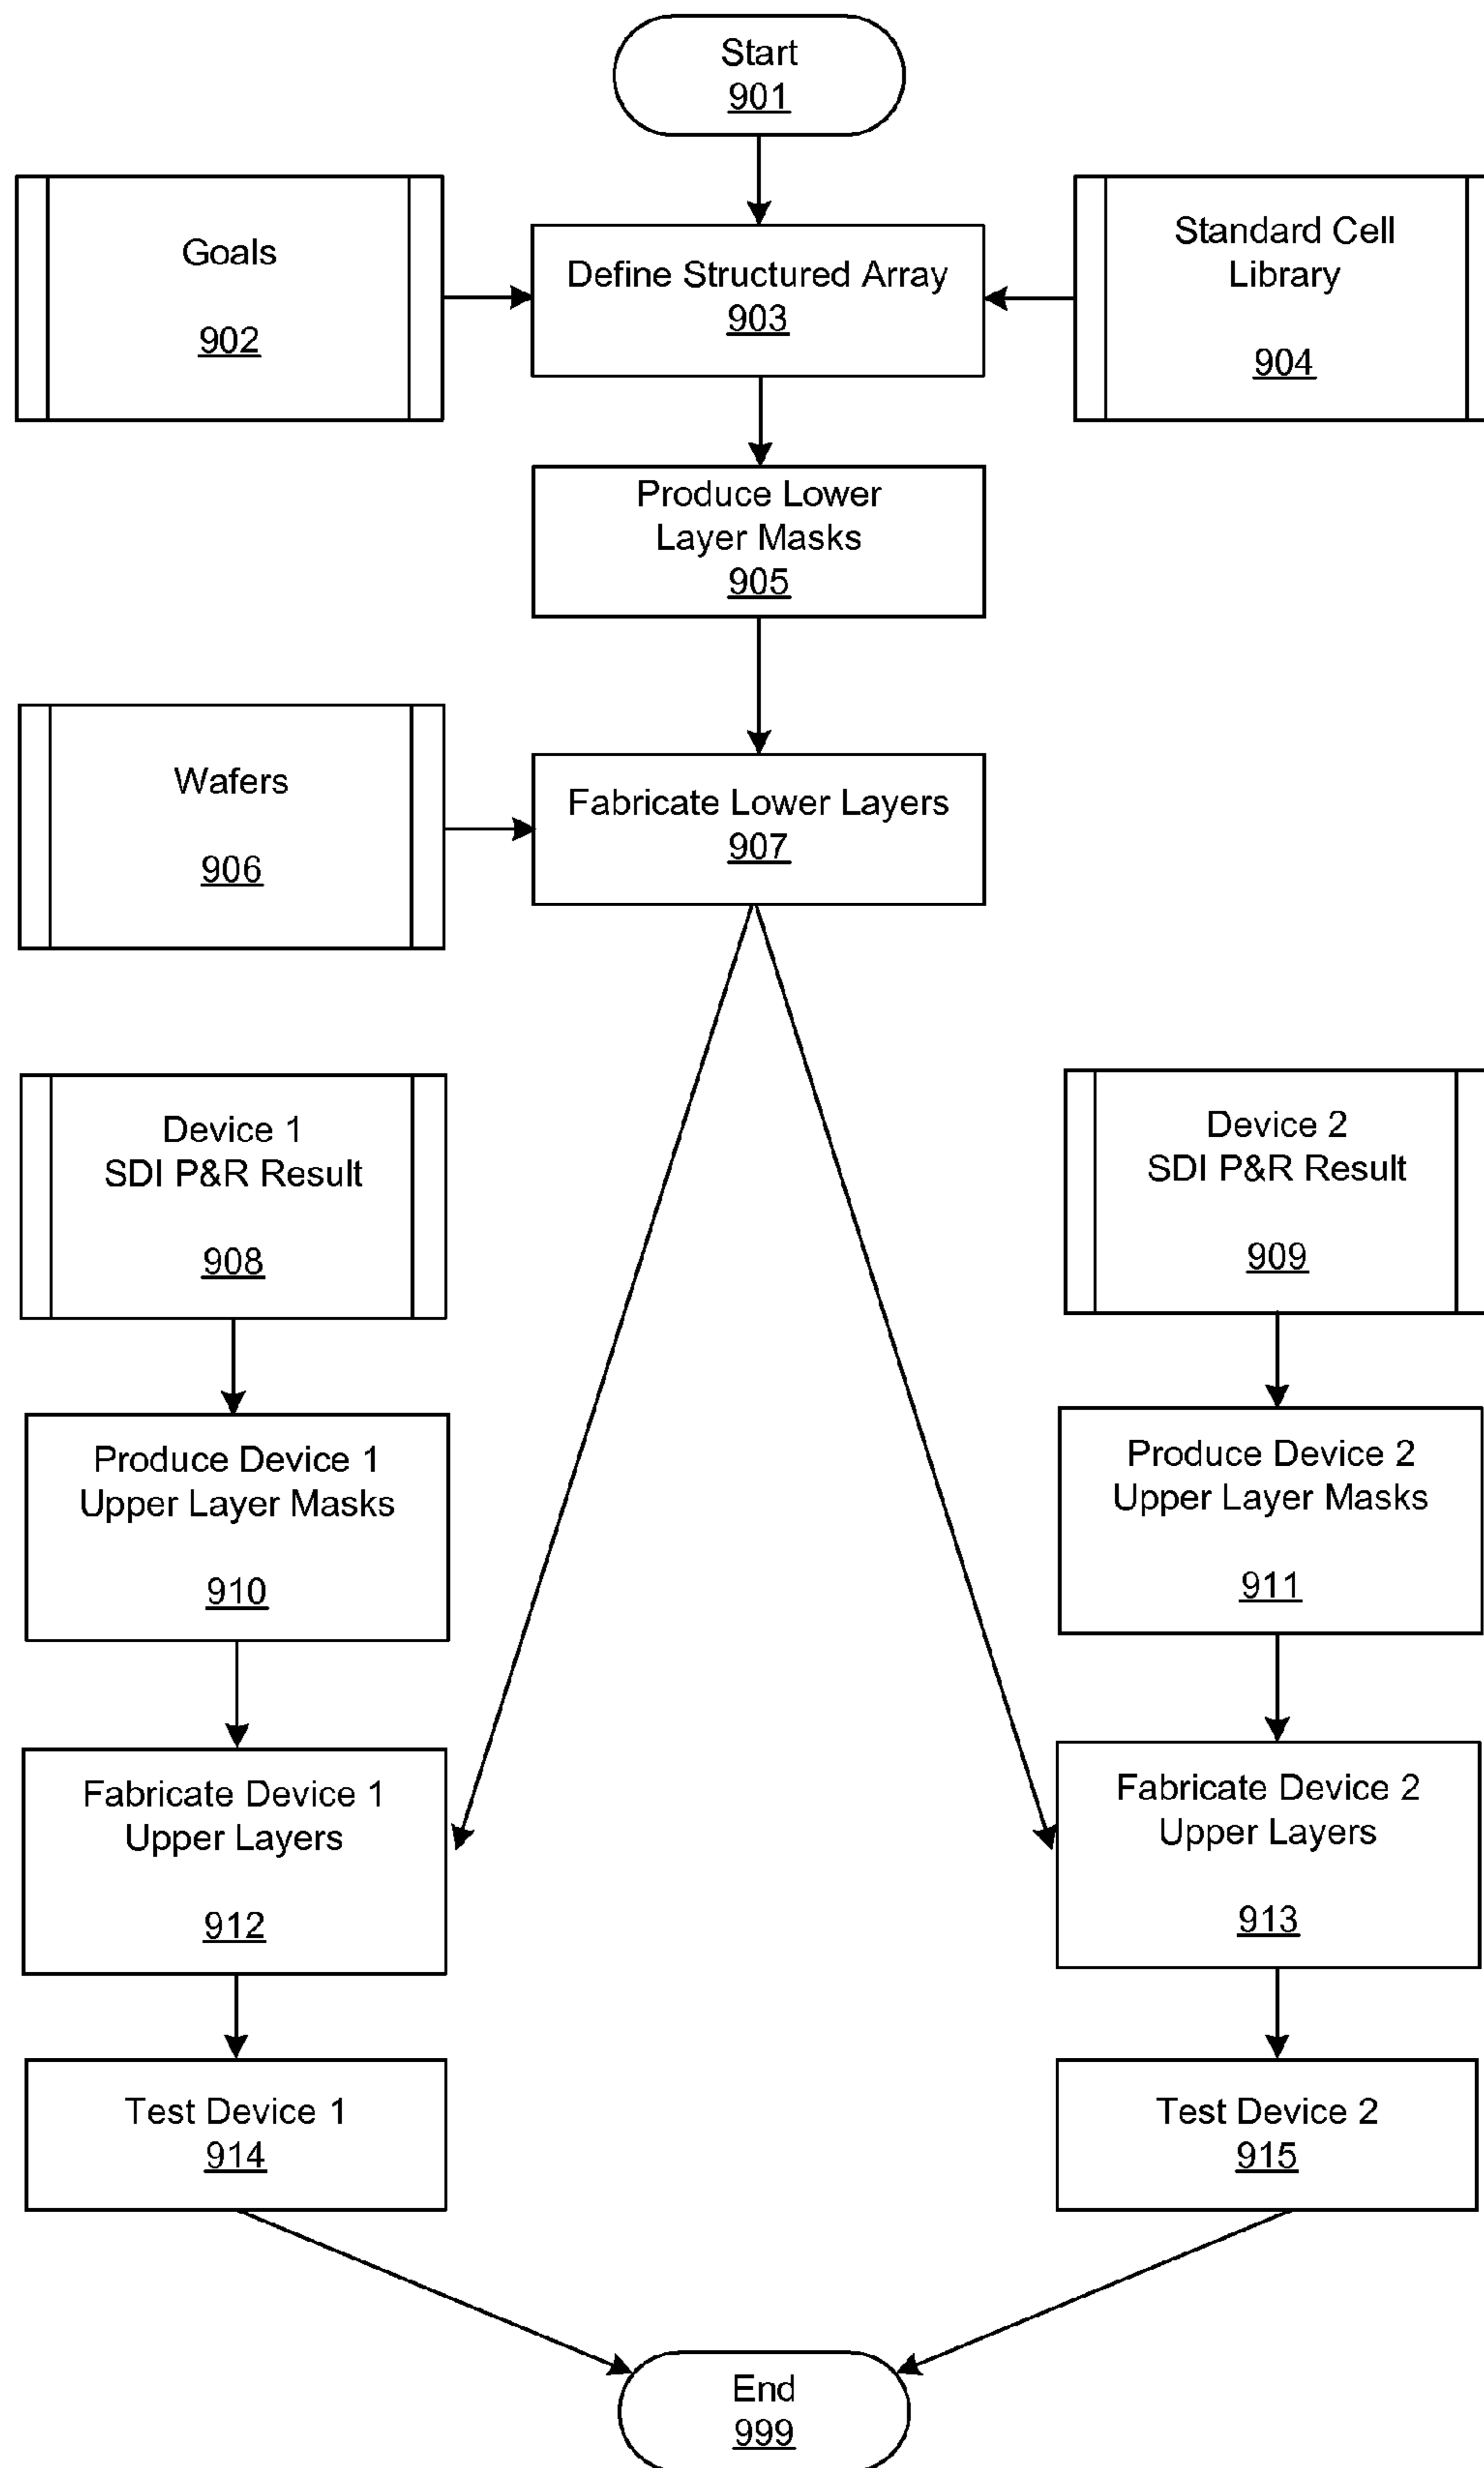 Start
901
Goals
902
Define Structured Array
903
Standard Cell
Library
904
Produce Lower
Layer Masks
905
Wafers
906
Fabricate Lower Layers
907
Device 1
SDI P&R Result
908
Device 2
SDI P&R Result
909
Produce Device 1
Upper Layer Masks
910
Produce Device 2
Upper Layer Masks
911
Fabricate Device 1
Upper Layers
912
Fabricate Device 2
Upper Layers
913
Test Device 1
914
Test Device 2
915
End
999